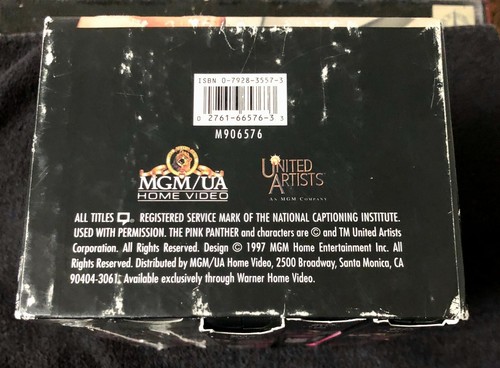 ISBN 0-7928-3557-3
0 2761-66576-3 3
M906576
MGM/UA
HOME VIDEO
UNITED
ARTISTS
AN MGM COMPANY
ALL TITLES REGISTERED SERVICE MARK OF THE NATIONAL CAPTIONING INSTITUTE.
USED WITH PERMISSION. THE PINK PANTHER and characters are © and TM United Artists
Corporation. All Rights Reserved. Design © 1997 MGM Home Entertainment Inc. All
Rights Reserved. Distributed by MGM/UA Home Video, 2500 Broadway, Santa Monica, CA
90404-3061. Available exclusively through Warner Home Video.